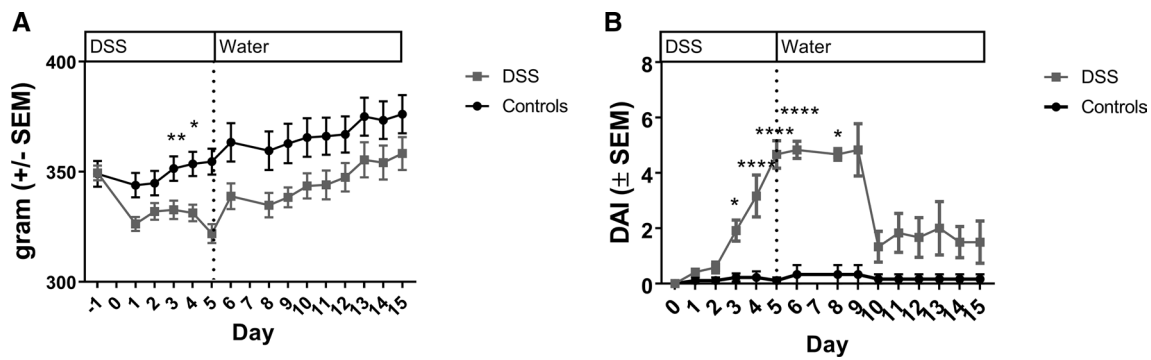 A
DSS Water
400
350
300
gram (+/- SEM)
** *
-1 0 1 2 3 4 5 6 7 8 9 10 11 12 13 14 15
Day
DSS
Controls
B
DSS Water
8
6
4
2
0
DAI (± SEM)
* **** **** **** *
0 1 2 3 4 5 6 7 8 9 10 11 12 13 14 15
Day
DSS
Controls